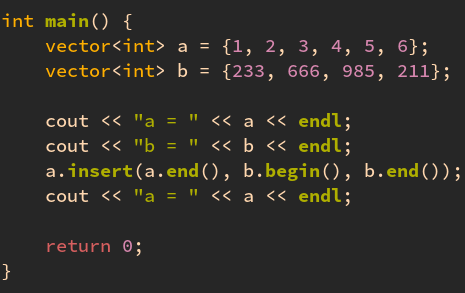 int main() {
    vector<int> a = {1, 2, 3, 4, 5, 6};
    vector<int> b = {233, 666, 985, 211};

    cout << "a = " << a << endl;
    cout << "b = " << b << endl;
    a.insert(a.end(), b.begin(), b.end());
    cout << "a = " << a << endl;

    return 0;
}